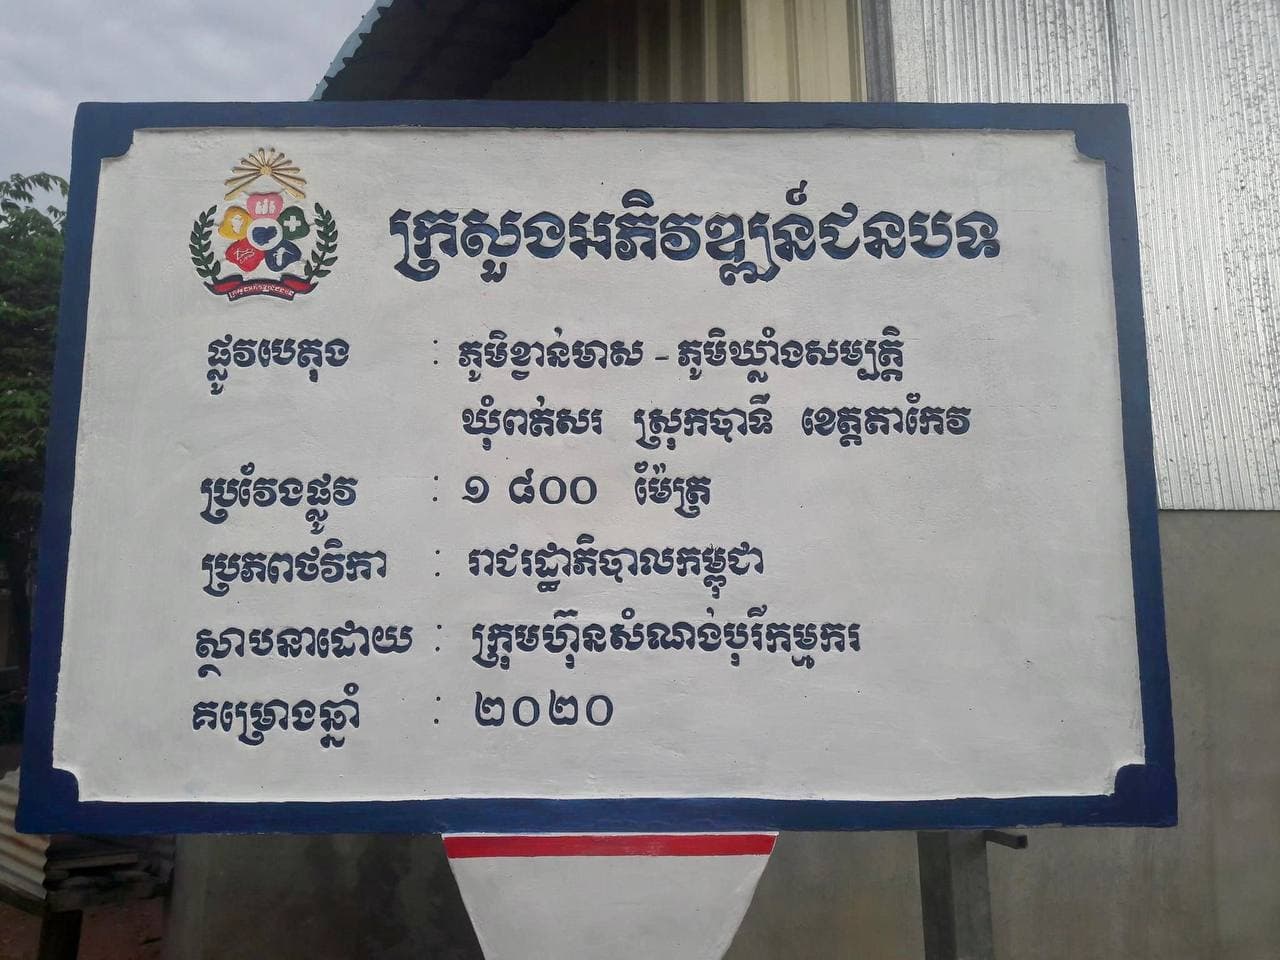 ក្រសួងអភិវឌ្ឍន៍ជនបទ
ផ្លូវបេតុង : ភូមិខ្វាន់មាស - ភូមិឃ្លាំងសម្បត្តិ
ឃុំពត់សរ ស្រុកបាទី ខេត្តតាកែវ
ប្រវែងផ្លូវ : ១ ៨០០ ម៉ែត្រ
ប្រភពថវិកា : រាជរដ្ឋាភិបាលកម្ពុជា
ស្ថាបនាដោយ : ក្រុមហ៊ុនសំណង់បុរីកម្មករ
គម្រោងឆ្នាំ : ២០២០